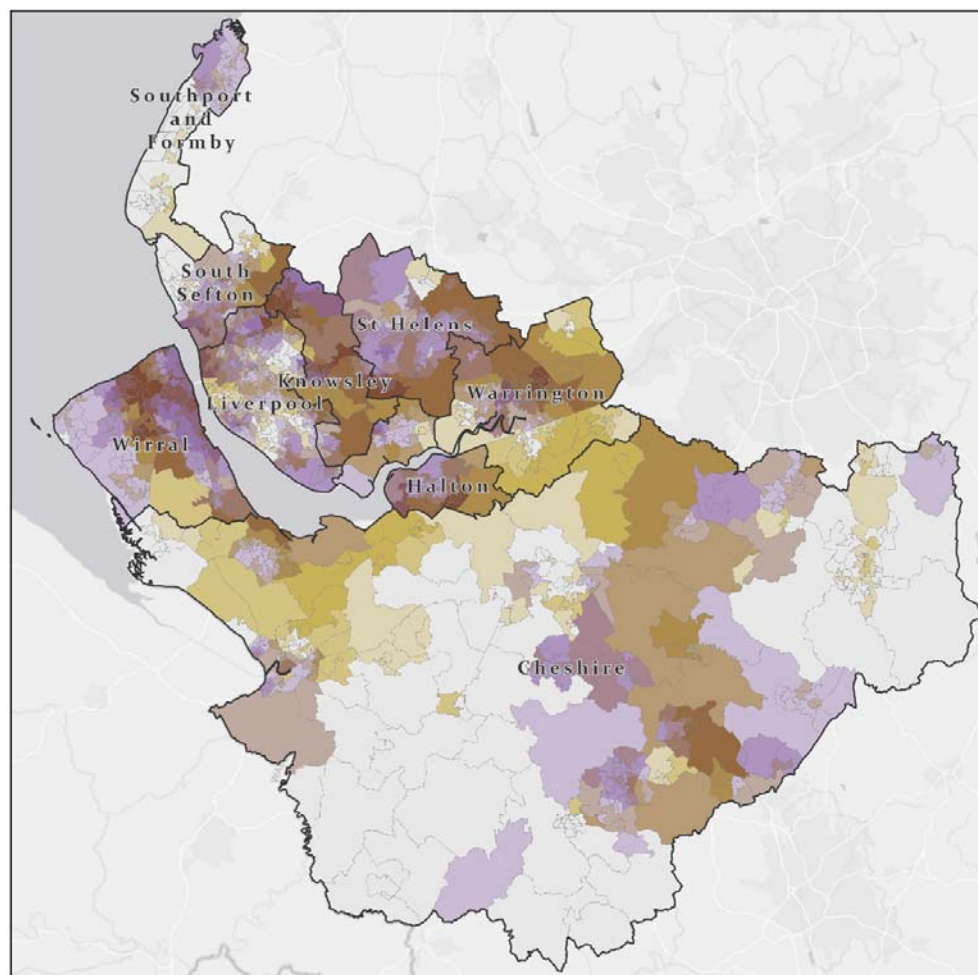 Southport
and
Formby
South
Sefton
St Helens
Knowsley
Liverpool
Warrington
Wirral
Halton
Cheshire